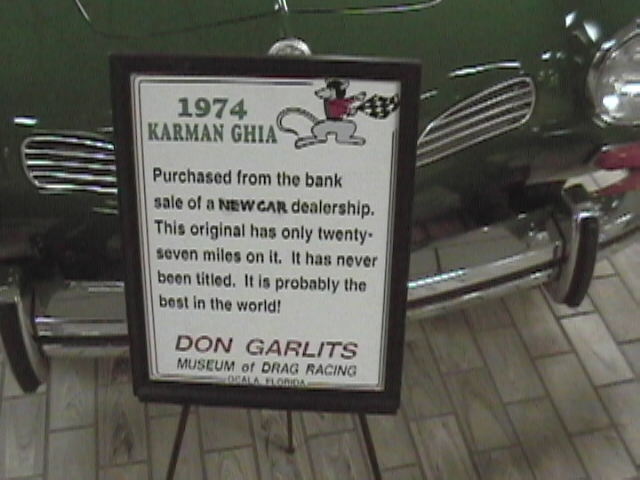 1974
KARMAN GHIA
Purchased from the bank
sale of a NEW CAR dealership.
This original has only twenty-
seven miles on it. It has never
been titled. It is probably the
best in the world!
DON GARLITS
MUSEUM of DRAG RACING
OCALA, FLORIDA